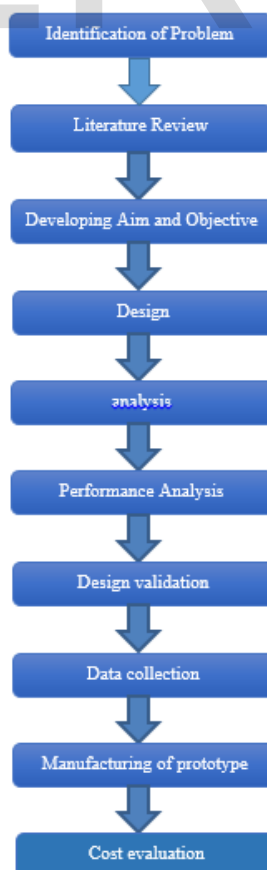 Identification of Problem
Literature Review
Developing Aim and Objective
Design
analysis
Performance Analysis
Design validation
Data collection
Manufacturing of prototype
Cost evaluation